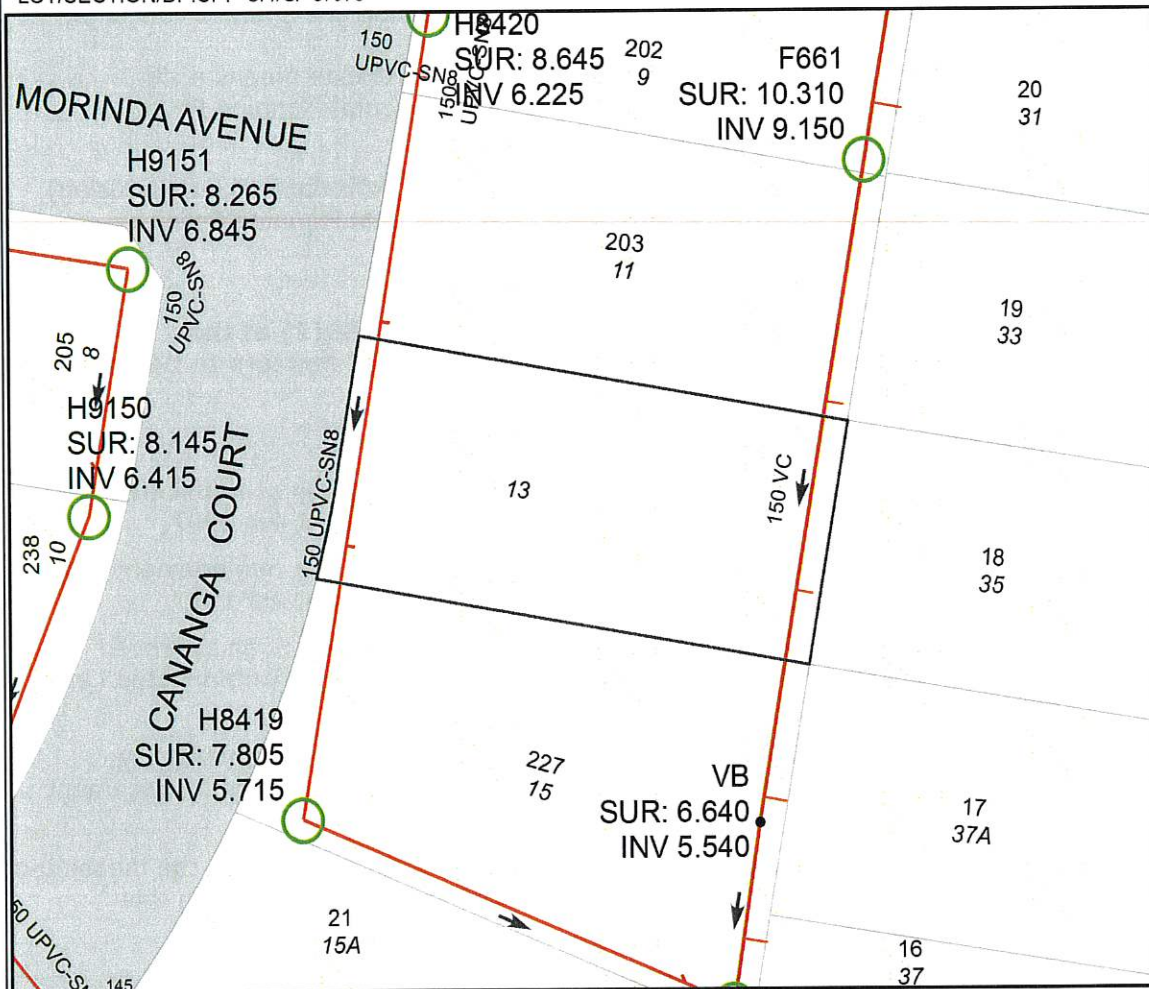 H8420
SUR: 8.645
INV 6.225
150
UPVC-SN8
150
UPVC-SN8
202
9
F661
SUR: 10.310
INV 9.150
20
31
MORINDA AVENUE
H9151
SUR: 8.265
INV 6.845
150
UPVC-SN8
203
11
19
33
205
8
H9150
SUR: 8.145
INV 6.415
CANANGA COURT
150 UPVC-SN8
13
150 VC
18
35
238
10
H8419
SUR: 7.805
INV 5.715
227
15
VB
SUR: 6.640
INV 5.540
17
37A
21
15A
16
37
145